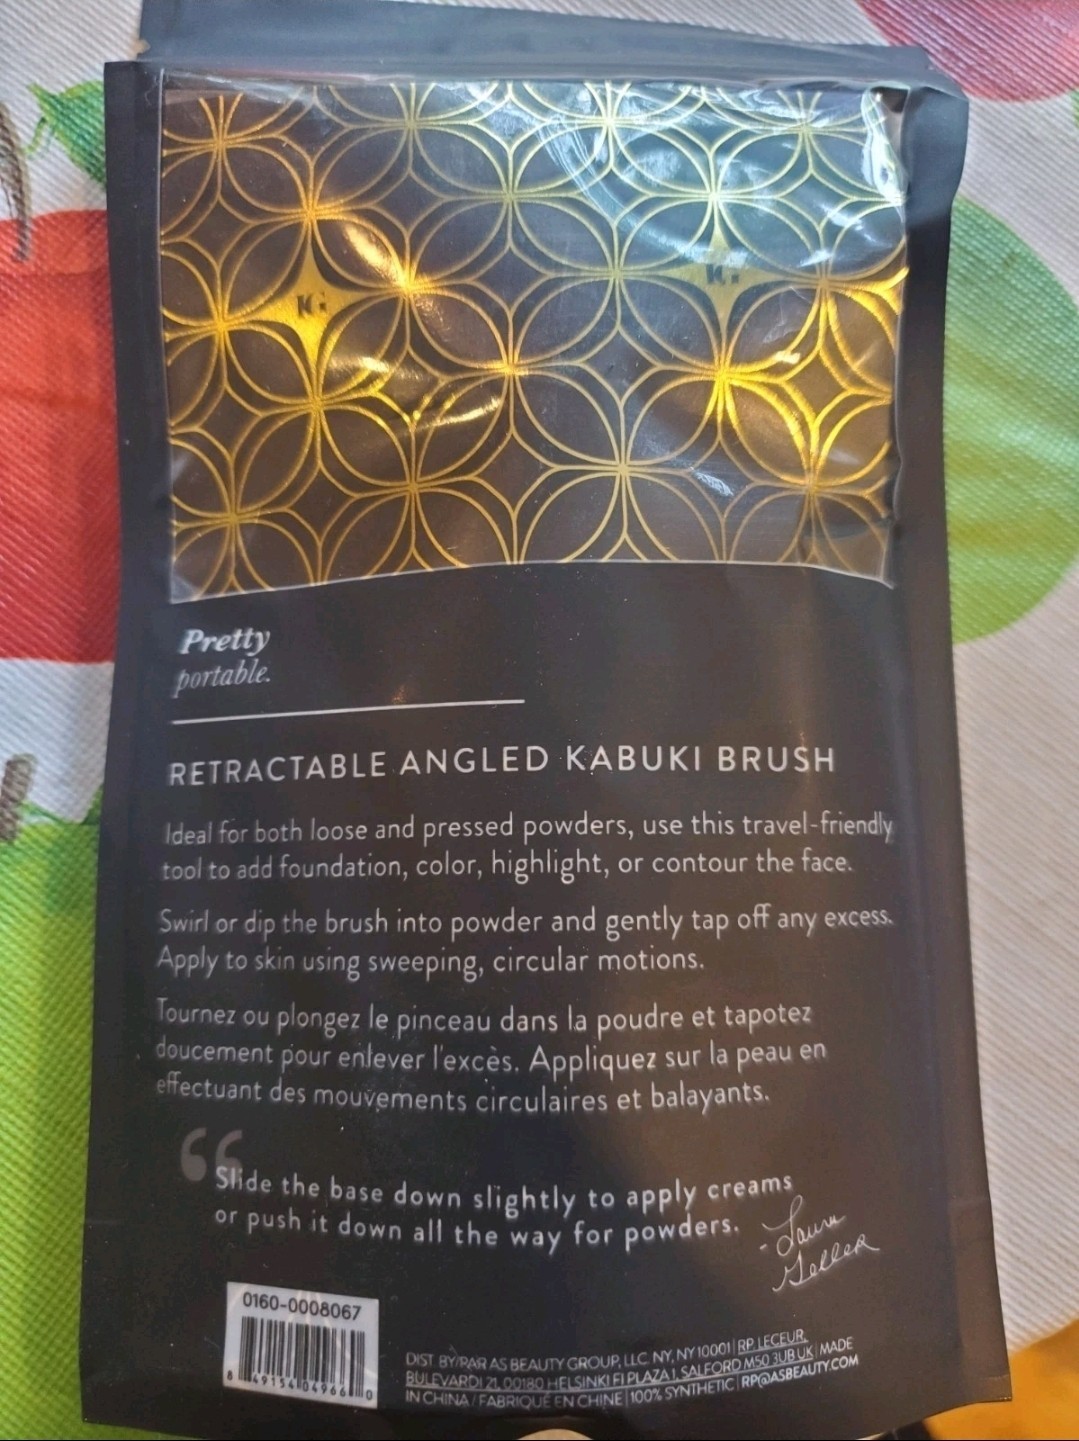 Pretty
portable.
RETRACTABLE ANGLED KABUKI BRUSH
Ideal for both loose and pressed powders, use this travel-friendly
tool to add foundation, color, highlight, or contour the face.
Swirl or dip the brush into powder and gently tap off any excess.
Apply to skin using sweeping, circular motions.
Tournez ou plongez le pinceau dans la poudre et tapotez
doucement pour enlever l'excès. Appliquez sur la peau en
effectuant des mouvements circulaires et balayants.
“
Slide the base down slightly to apply creams
or push it down all the way for powders.
- Laura
Geller
0160-0008067
8 49154 04966 0
DIST. BY/PAR AS BEAUTY GROUP, LLC. NY, NY 10001 | RP LECEUR,
BULEVARDI 21, 00180 HELSINKI FI PLAZA 1, SALFORD M50 3UB UK | MADE
IN CHINA / FABRIQUÉ EN CHINE | 100% SYNTHETIC | RP@ASBEAUTY.COM